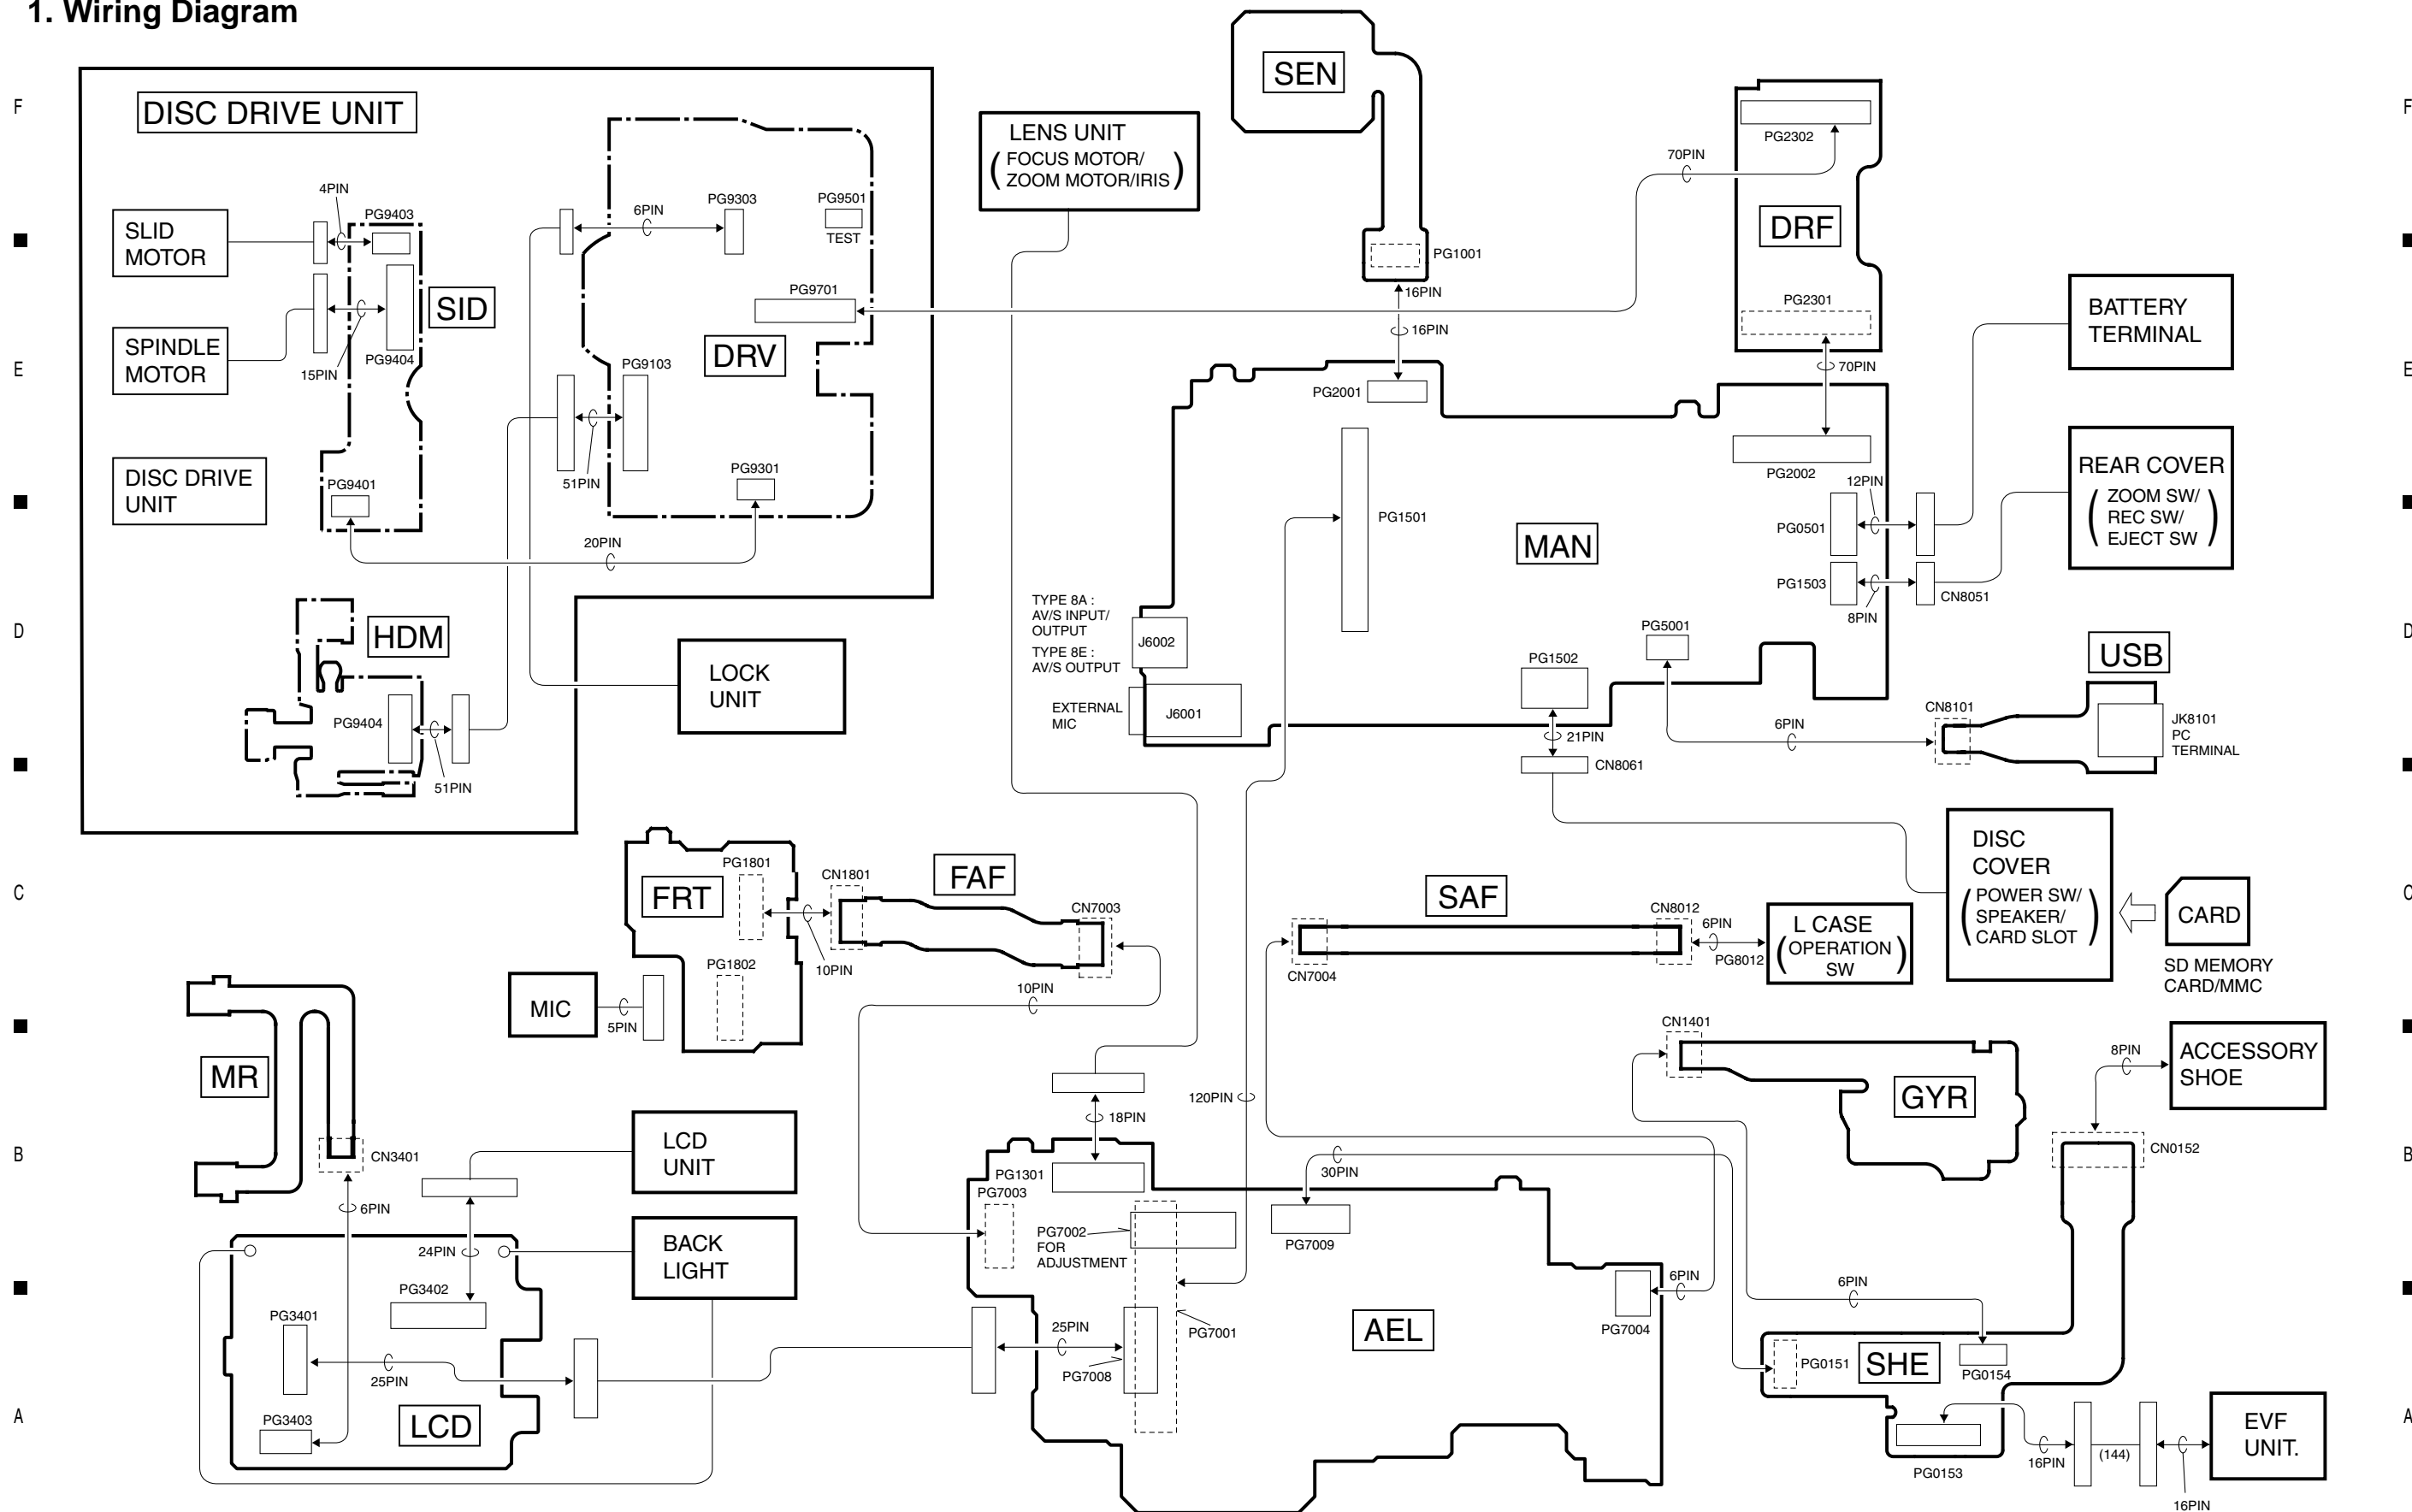 1. Wiring Diagram
F
F
E
E
D
D
C
C
B
B
A
A
DISC DRIVE UNIT
SLID
MOTOR
4PIN
PG9403
SPINDLE
MOTOR
15PIN
PG9404
SID
DISC DRIVE
UNIT
PG9401
20PIN
6PIN
PG9303
PG9501
TEST
PG9701
DRV
PG9103
51PIN
PG9301
HDM
PG9404
51PIN
LOCK
UNIT
LENS UNIT
(FOCUS MOTOR/
ZOOM MOTOR/IRIS)
SEN
PG1001
16PIN
16PIN
PG2001
70PIN
PG2302
DRF
PG2301
70PIN
PG2002
BATTERY
TERMINAL
REAR COVER
(ZOOM SW/
REC SW/
EJECT SW)
12PIN
PG0501
PG1503
CN8051
8PIN
PG1501
MAN
TYPE 8A :
AV/S INPUT/
OUTPUT
TYPE 8E :
AV/S OUTPUT
J6002
EXTERNAL
MIC
J6001
PG5001
PG1502
21PIN
CN8061
6PIN
USB
CN8101
JK8101
PC
TERMINAL
DISC
COVER
(POWER SW/
SPEAKER/
CARD SLOT)
CARD
SD MEMORY
CARD/MMC
FRT
PG1801
CN1801
FAF
CN7003
10PIN
10PIN
PG1802
MIC
5PIN
SAF
CN7004
CN8012
6PIN
PG8012
L CASE
(OPERATION
SW)
MR
CN3401
6PIN
LCD
UNIT
24PIN
BACK
LIGHT
PG3402
PG3401
25PIN
PG3403
LCD
18PIN
120PIN
PG1301
PG7003
PG7002
FOR
ADJUSTMENT
30PIN
PG7009
25PIN
PG7008
PG7001
AEL
PG7004
6PIN
CN1401
GYR
8PIN
ACCESSORY
SHOE
CN0152
6PIN
PG0151
SHE
PG0154
PG0153
16PIN
(144)
16PIN
EVF
UNIT.